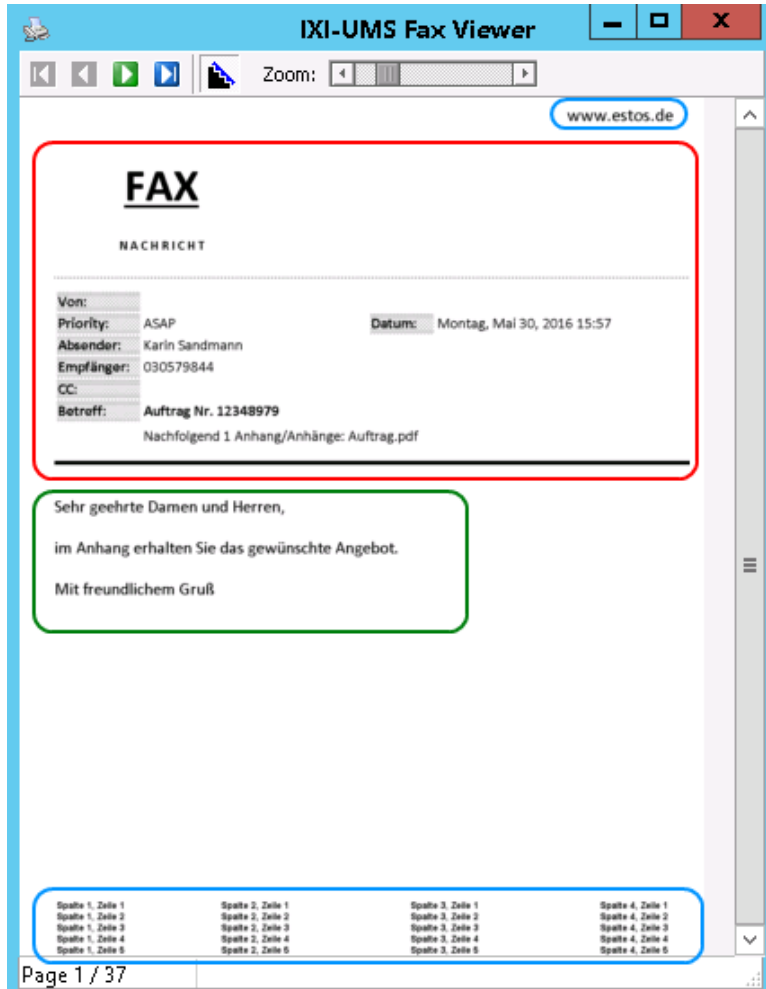 IXI-UMS Fax Viewer
Zoom:
www.estos.de
FAX
NACHRICHT
Von:
Priority: ASAP Datum: Montag, Mai 30, 2016 15:57
Absender: Karin Sandmann
Empfänger: 030579844
CC:
Betreff: Auftrag Nr. 12348979
Nachfolgend 1 Anhang/Anhänge: Auftrag.pdf
Sehr geehrte Damen und Herren,
im Anhang erhalten Sie das gewünschte Angebot.
Mit freundlichem Gruß
Spalte 1, Zeile 1 Spalte 2, Zeile 1 Spalte 3, Zeile 1 Spalte 4, Zeile 1
Spalte 1, Zeile 2 Spalte 2, Zeile 2 Spalte 3, Zeile 2 Spalte 4, Zeile 2
Spalte 1, Zeile 3 Spalte 2, Zeile 3 Spalte 3, Zeile 3 Spalte 4, Zeile 3
Spalte 1, Zeile 4 Spalte 2, Zeile 4 Spalte 3, Zeile 4 Spalte 4, Zeile 4
Spalte 1, Zeile 5 Spalte 2, Zeile 5 Spalte 3, Zeile 5 Spalte 4, Zeile 5
Page 1 / 37